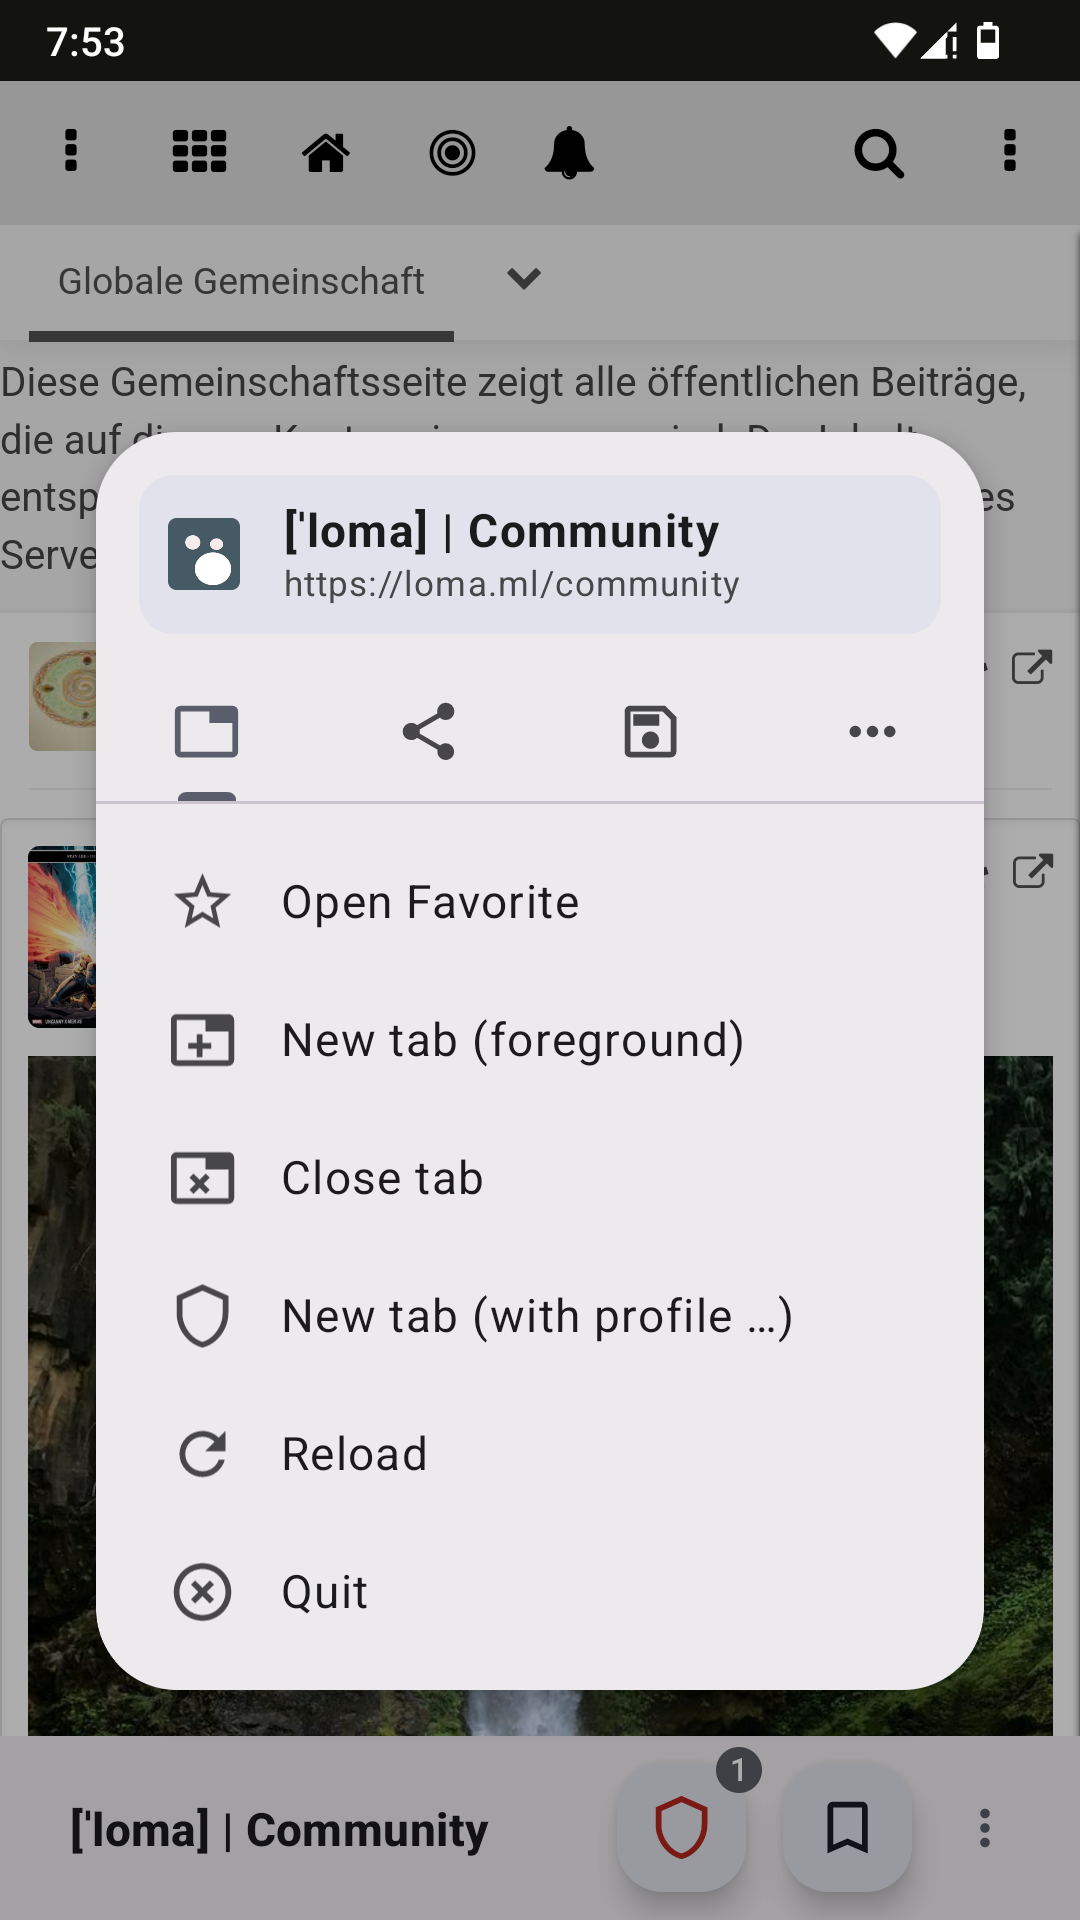 7:53
Globale Gemeinschaft
Diese Gemeinschaftsseite zeigt alle öffentlichen Beiträge,
die auf
entsp es
Serve
['loma] | Community
https://loma.ml/community
Open Favorite
New tab (foreground)
Close tab
New tab (with profile …)
Reload
Quit
1
['loma] | Community